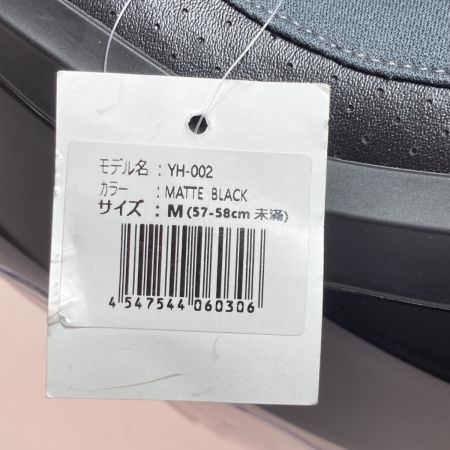 モデル名 : YH-002
カラー : MATTE BLACK
サイズ : M (57-58cm 未満)
4 547544 060306